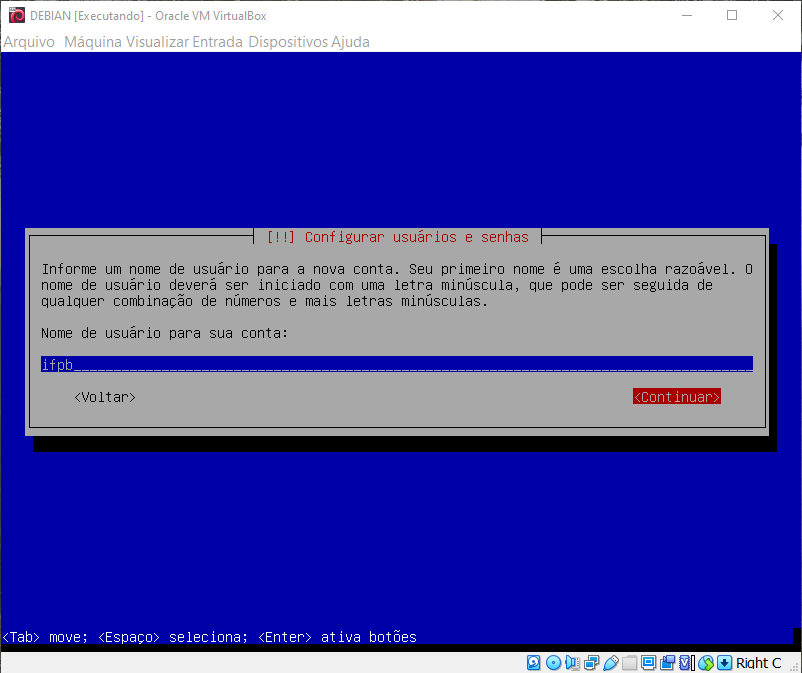 DEBIAN [Executando] - Oracle VM VirtualBox
Arquivo Máquina Visualizar Entrada Dispositivos Ajuda
[!!] Configurar usuários e senhas
Informe um nome de usuário para a nova conta. Seu primeiro nome é uma escolha razoável. O
nome de usuário deverá ser iniciado com uma letra minúscula, que pode ser seguida de
qualquer combinação de números e mais letras minúsculas.
Nome de usuário para sua conta:
ifpb
<Voltar> <Continuar>
<Tab> move; <Espaço> seleciona; <Enter> ativa botões
Right C